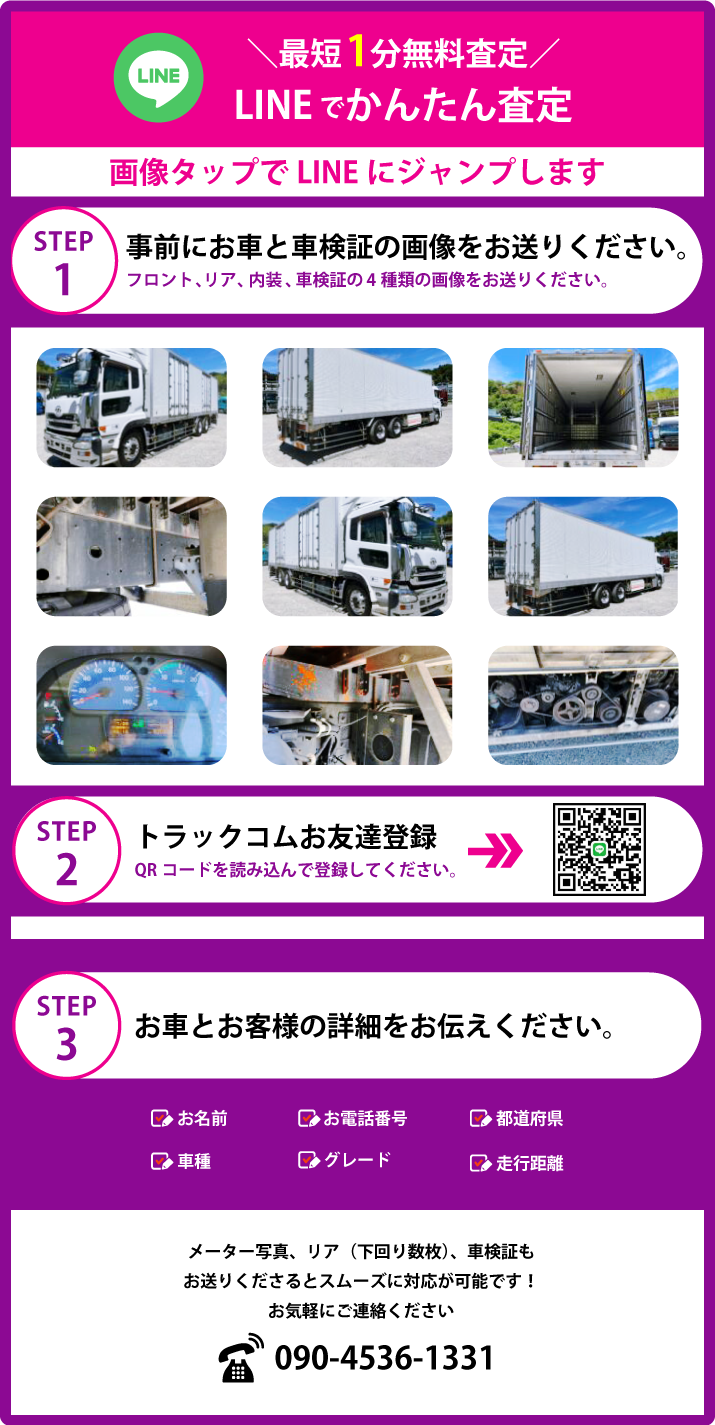 ＼最短1分無料査定／
LINE
LINEでかんたん査定
画像タップでLINEにジャンプします
STEP
1
事前にお車と車検証の画像をお送りください。
フロント、リア、内装、車検証の4種類の画像をお送りください。
STEP
2
トラックコムお友達登録
QRコードを読み込んで登録してください。
STEP
3
お車とお客様の詳細をお伝えください。
お名前
お電話番号
都道府県
車種
グレード
走行距離
メーター写真、リア（下回り数枚）、車検証も
お送りくださるとスムーズに対応が可能です！
お気軽にご連絡ください
090-4536-1331